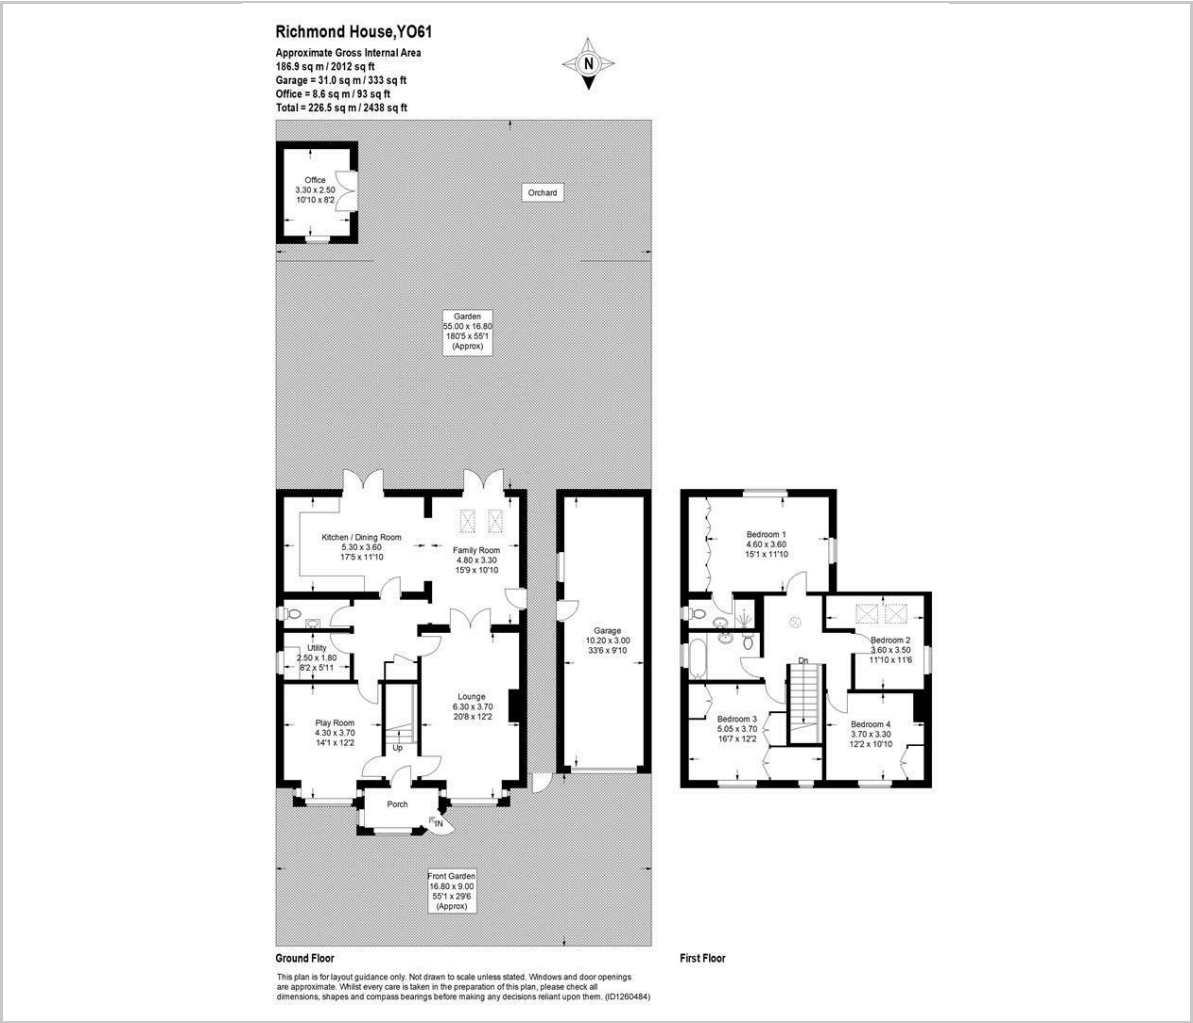 Richmond House,YO61
Approximate Gross Internal Area
186.9 sq m / 2012 sq ft
Garage = 31.0 sq m / 333 sq ft
Office = 8.6 sq m / 93 sq ft
Total = 226.5 sq m / 2438 sq ft
N
Office
3.30 x 2.50
10'10 x 8'2
Orchard
Garden
55.00 x 16.80
180'5 x 55'1
(Approx)
Kitchen / Dining Room
5.30 x 3.60
17'5 x 11'10
Family Room
4.80 x 3.30
15'9 x 10'10
Utility
2.50 x 1.80
8'2 x 5'11
Play Room
4.30 x 3.70
14'1 x 12'2
Up
Lounge
6.30 x 3.70
20'8 x 12'2
Garage
10.20 x 3.00
33'6 x 9'10
Porch
IN
Front Garden
16.80 x 9.00
55'1 x 29'6
(Approx)
Bedroom 1
4.60 x 3.60
15'1 x 11'10
Bedroom 2
3.60 x 3.50
11'10 x 11'6
Dn
Bedroom 3
5.05 x 3.70
16'7 x 12'2
Bedroom 4
3.70 x 3.30
12'2 x 10'10
Ground Floor
First Floor
This plan is for layout guidance only. Not drawn to scale unless stated. Windows and door openings
are approximate. Whilst every care is taken in the preparation of this plan, please check all
dimensions, shapes and compass bearings before making any decisions reliant upon them. (ID1260484)